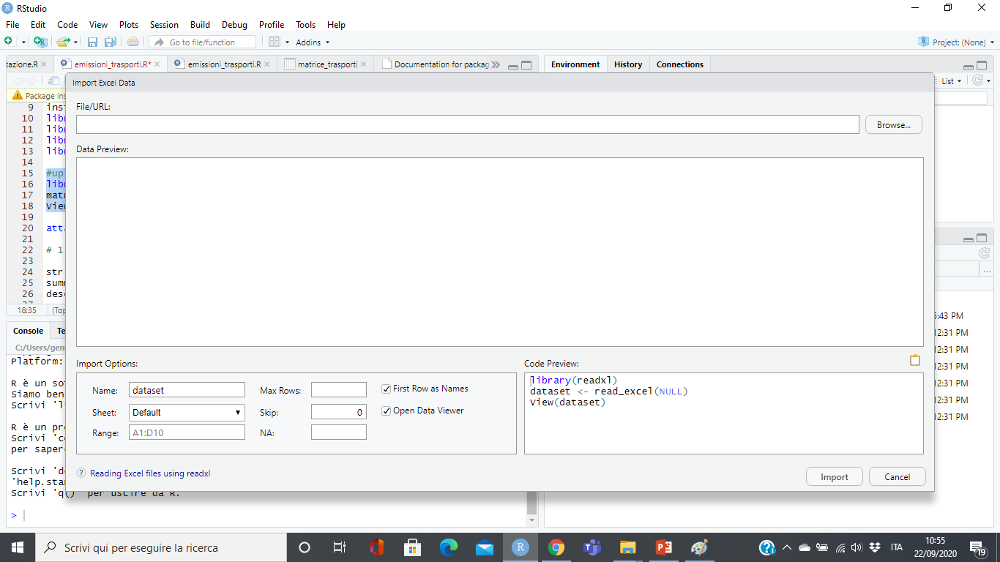 RStudio
File Edit Code View Plots Session Build Debug Profile Tools Help
Go to file/function Addins Project: (None)
tazione.R emissioni_trasporti.R* emissioni_trasporti.R matrice_trasporti Documentation for packag
Environment History Connections
List
Package ins
Import Excel Data
File/URL:
Browse...
Data Preview:
9 inst
10 libr
11 libr
12 libr
13 libr
14
15 #up
16 libr
17 matr
18 view
19
20 atta
21
22 # 1
23
24 str
25 summ
26 desc
18:35 (Top
Console Te
C:/Users/gen
Platform:
R è un sof
siamo ben
Scrivi 'l
R è un pro
Scrivi 'co
per sapere
Scrivi 'de
'help.star
Scrivi 'q()' per uscire da R.
>
Import Options:
Name: dataset
Sheet: Default
Range: A1:D10
Max Rows:
Skip: 0
NA:
First Row as Names
Open Data Viewer
Reading Excel files using readxl
Code Preview:
library(readxl)
dataset <- read_excel(NULL)
View(dataset)
Import Cancel
...
5:43 PM
12:31 PM
12:31 PM
12:31 PM
12:31 PM
12:31 PM
12:31 PM
Scrivi qui per eseguire la ricerca
ITA
10:55
22/09/2020
19